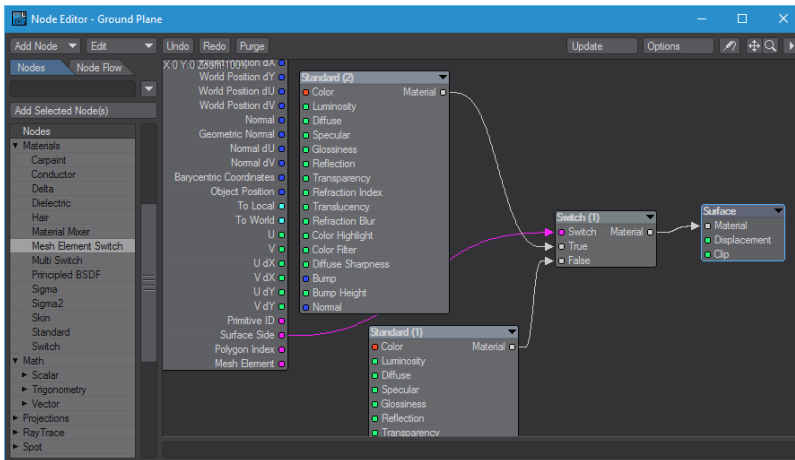 Node Editor - Ground Plane
Add Node
Edit
Undo
Redo
Purge
Update
Options
Nodes
Node Flow
Add Selected Node(s)
Nodes
Materials
Carpaint
Conductor
Delta
Dielectric
Hair
Material Mixer
Mesh Element Switch
Multi Switch
Principled BSDF
Sigma
Sigma2
Skin
Standard
Switch
Math
Scalar
Trigonometry
Vector
Projections
RayTrace
Spot
World Position dY
World Position dU
World Position dV
Normal
Geometric Normal
Normal dU
Normal dV
Barycentric Coordinates
Object Position
To Local
To World
U
V
U dX
V dX
U dY
V dY
Primitive ID
Surface Side
Polygon Index
Mesh Element
Standard (2)
Color
Material
Luminosity
Diffuse
Specular
Glossiness
Reflection
Transparency
Refraction Index
Translucency
Refraction Blur
Color Highlight
Color Filter
Diffuse Sharpness
Bump
Bump Height
Normal
Standard (1)
Color
Material
Luminosity
Diffuse
Specular
Glossiness
Reflection
Transparency
Switch (1)
Switch
Material
True
False
Surface
Material
Displacement
Clip